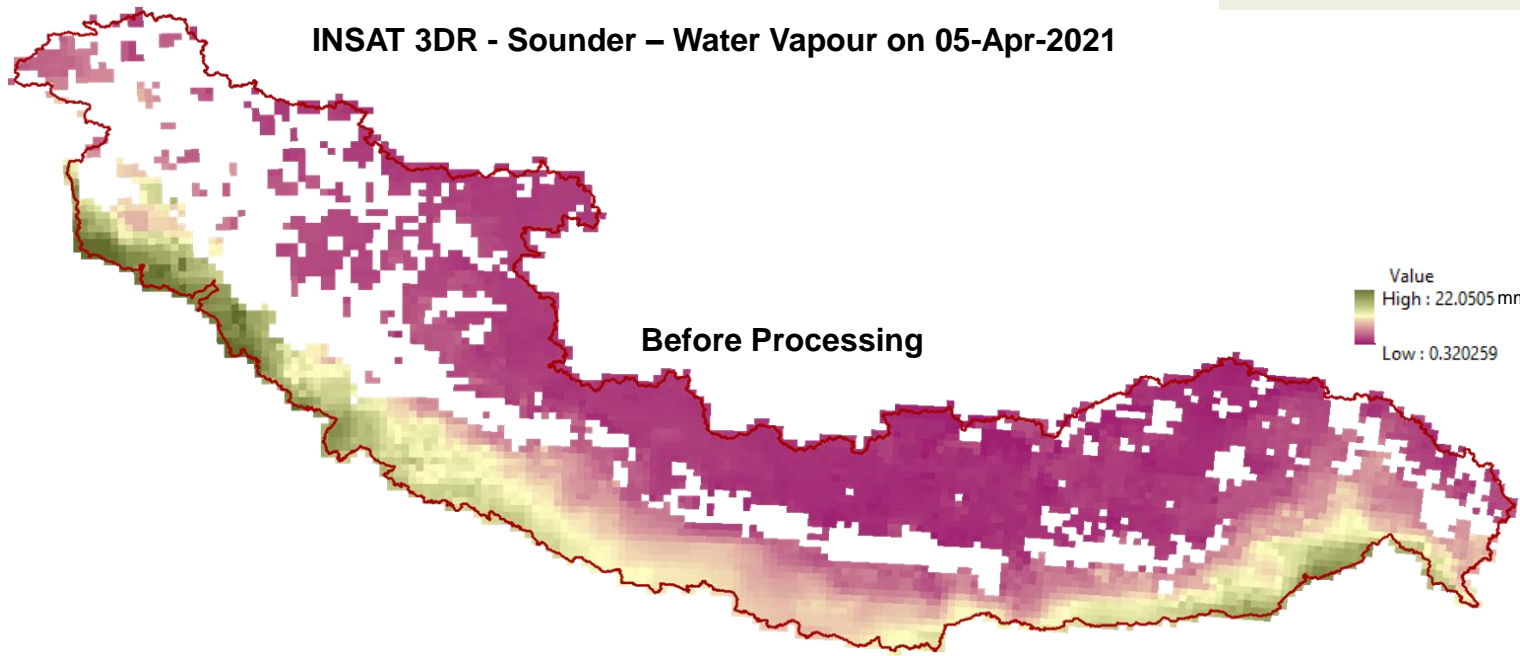 INSAT 3DR - Sounder – Water Vapour on 05-Apr-2021
Before Processing
Value
High : 22.0505 mm
Low : 0.320259